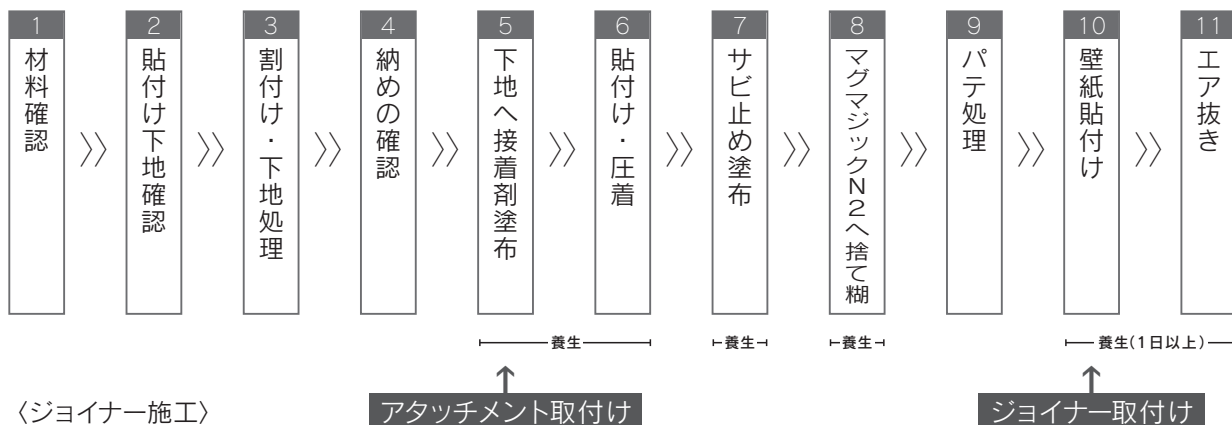 1
材料確認
2
貼付け下地確認
3
割付け・下地処理
4
納めの確認
5
下地へ接着剤塗布
6
貼付け・圧着
7
サビ止め塗布
8
マグマジックN2へ捨て糊
9
パテ処理
10
壁紙貼付け
11
エア抜き
養生
養生
養生
養生(1日以上)
〈ジョイナー施工〉
アタッチメント取付け
ジョイナー取付け